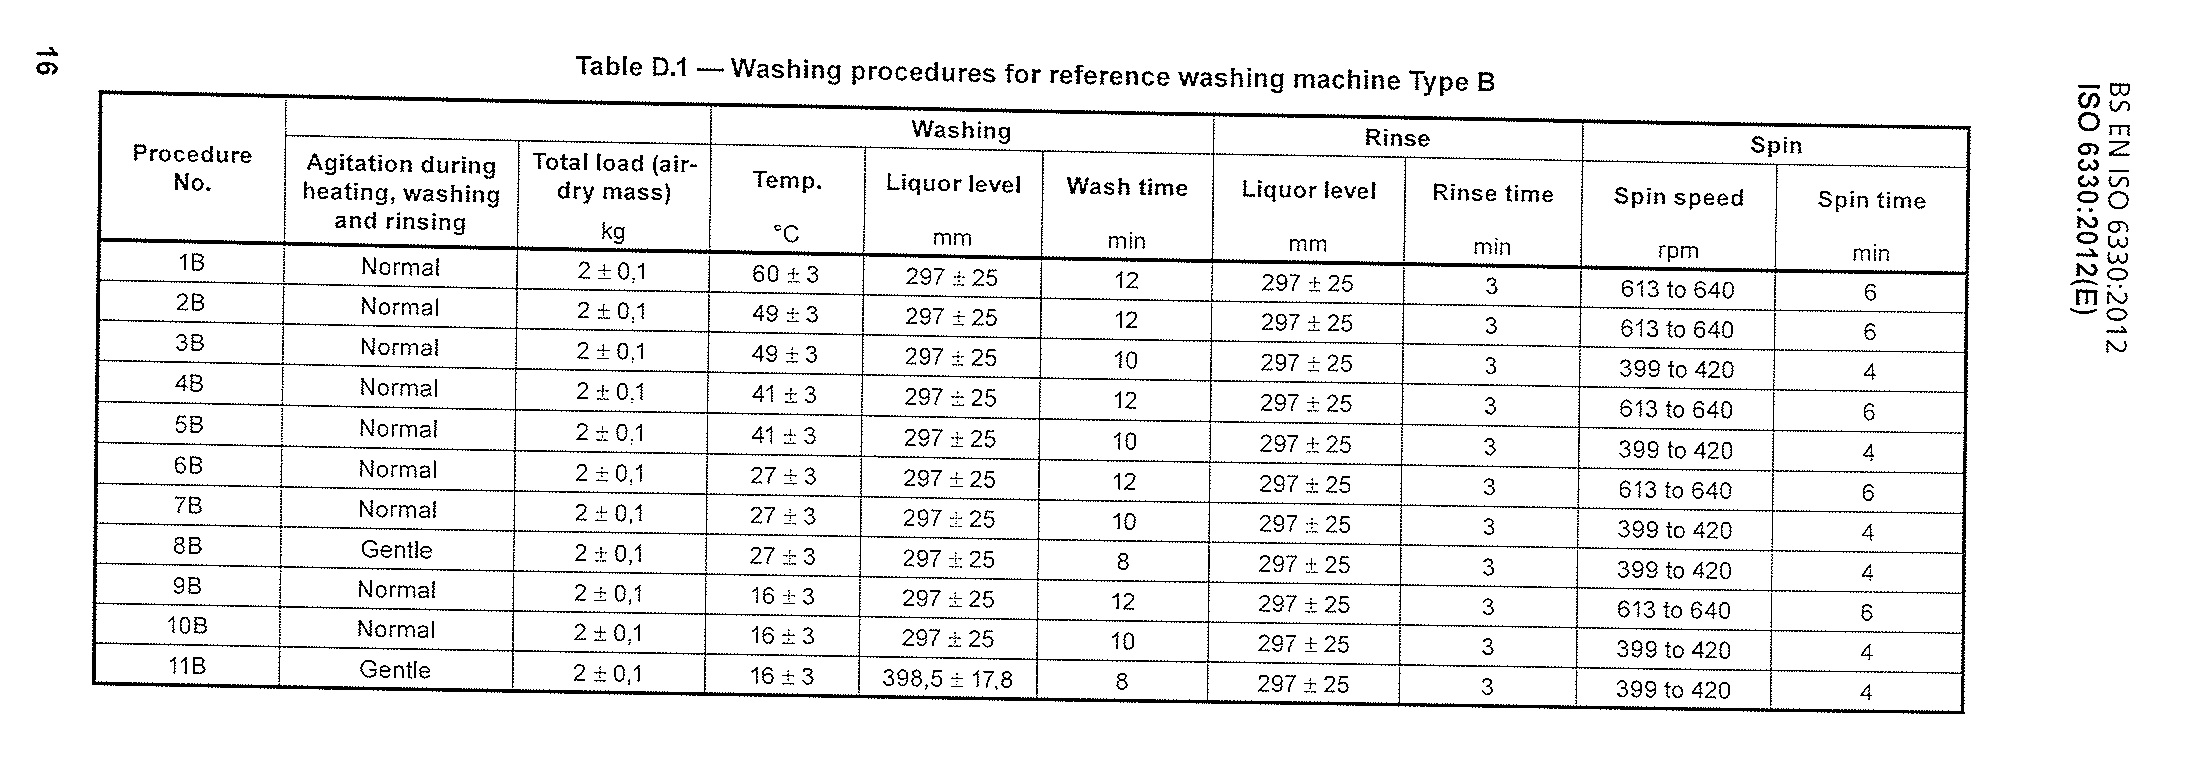 16
Table D.1 — Washing procedures for reference washing machine Type B
BS EN ISO 6330:2012
ISO 6330:2012(E)
Procedure No. Washing Rinse Spin
Agitation during heating, washing and rinsing Total load (air-dry mass) Temp. Liquor level Wash time Liquor level Rinse time Spin speed Spin time
kg °C mm min mm min rpm min
1B Normal 2 ± 0,1 60 ± 3 297 ± 25 12 297 ± 25 3 613 to 640 6
2B Normal 2 ± 0,1 49 ± 3 297 ± 25 12 297 ± 25 3 613 to 640 6
3B Normal 2 ± 0,1 49 ± 3 297 ± 25 10 297 ± 25 3 399 to 420 4
4B Normal 2 ± 0,1 41 ± 3 297 ± 25 12 297 ± 25 3 613 to 640 6
5B Normal 2 ± 0,1 41 ± 3 297 ± 25 10 297 ± 25 3 399 to 420 4
6B Normal 2 ± 0,1 27 ± 3 297 ± 25 12 297 ± 25 3 613 to 640 6
7B Normal 2 ± 0,1 27 ± 3 297 ± 25 10 297 ± 25 3 399 to 420 4
8B Gentle 2 ± 0,1 27 ± 3 297 ± 25 8 297 ± 25 3 399 to 420 4
9B Normal 2 ± 0,1 16 ± 3 297 ± 25 12 297 ± 25 3 613 to 640 6
10B Normal 2 ± 0,1 16 ± 3 297 ± 25 10 297 ± 25 3 399 to 420 4
11B Gentle 2 ± 0,1 16 ± 3 398,5 ± 17,8 8 297 ± 25 3 399 to 420 4